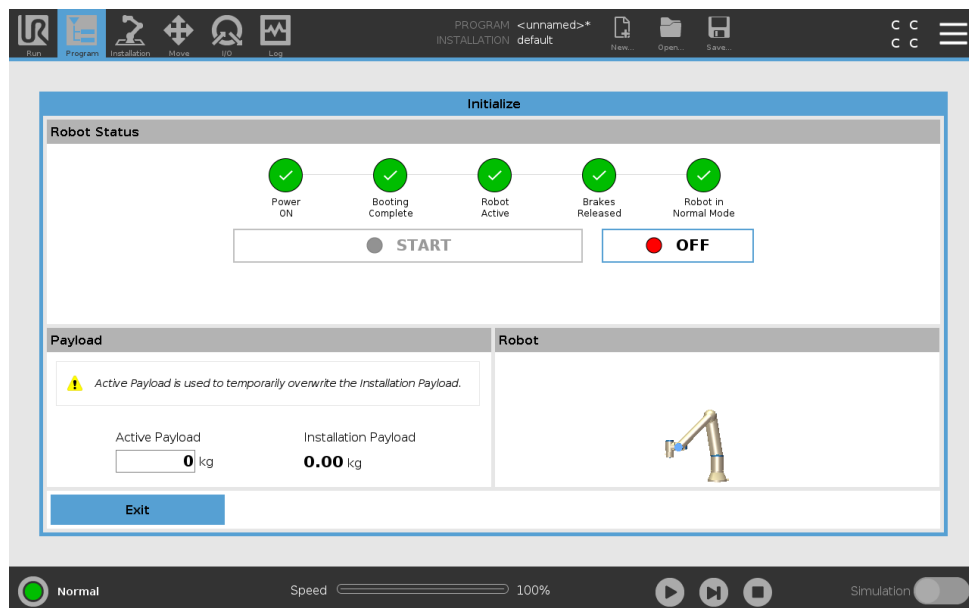 UR
PROGRAM <unnamed>*
INSTALLATION default
C C
C C
Run
Program
Installation
Move
I/O
Log
New...
Open...
Save...
Initialize
Robot Status
Power ON
Booting Complete
Robot Active
Brakes Released
Robot in Normal Mode
START
OFF
Payload
Robot
Active Payload is used to temporarily overwrite the Installation Payload.
Active Payload
Installation Payload
0 kg
0.00 kg
Exit
Normal
Speed
100%
Simulation